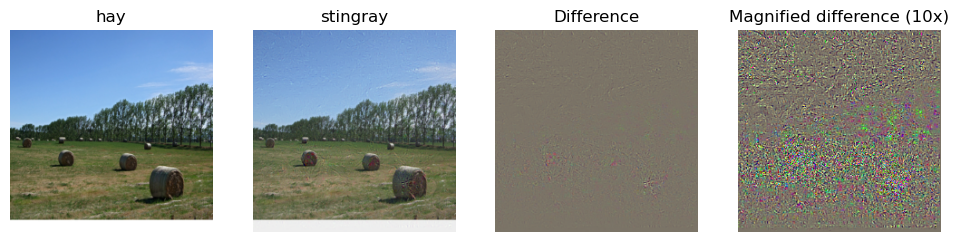 hay
stingray
Difference
Magnified difference (10x)